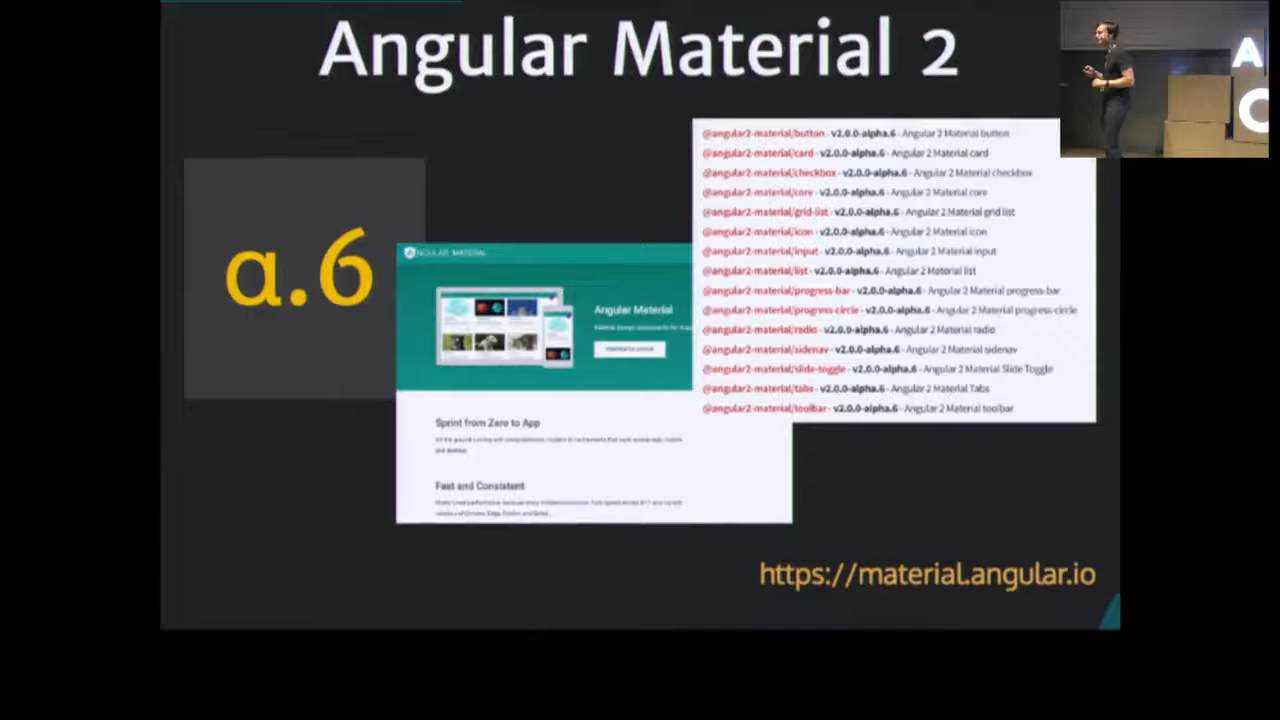 Angular Material 2
A
C
α.6
@angular2-material/button - v2.0.0-alpha.6 - Angular 2 Material button
@angular2-material/card - v2.0.0-alpha.6 - Angular 2 Material card
@angular2-material/checkbox - v2.0.0-alpha.6 - Angular 2 Material checkbox
@angular2-material/core - v2.0.0-alpha.6 - Angular 2 Material core
@angular2-material/grid-list - v2.0.0-alpha.6 - Angular 2 Material grid list
@angular2-material/icon - v2.0.0-alpha.6 - Angular 2 Material icon
@angular2-material/input - v2.0.0-alpha.6 - Angular 2 Material input
@angular2-material/list - v2.0.0-alpha.6 - Angular 2 Material list
@angular2-material/progress-bar - v2.0.0-alpha.6 - Angular 2 Material progress-bar
@angular2-material/progress-circle - v2.0.0-alpha.6 - Angular 2 Material progress-circle
@angular2-material/radio - v2.0.0-alpha.6 - Angular 2 Material radio
@angular2-material/sidenav - v2.0.0-alpha.6 - Angular 2 Material sidenav
@angular2-material/slide-toggle - v2.0.0-alpha.6 - Angular 2 Material Slide Toggle
@angular2-material/tabs - v2.0.0-alpha.6 - Angular 2 Material Tabs
@angular2-material/toolbar - v2.0.0-alpha.6 - Angular 2 Material toolbar
ANGULAR MATERIAL
Angular Material
Material design components for Angu
Sprint from Zero to App
and desktop.
Fast and Consistent
https://material.angular.io